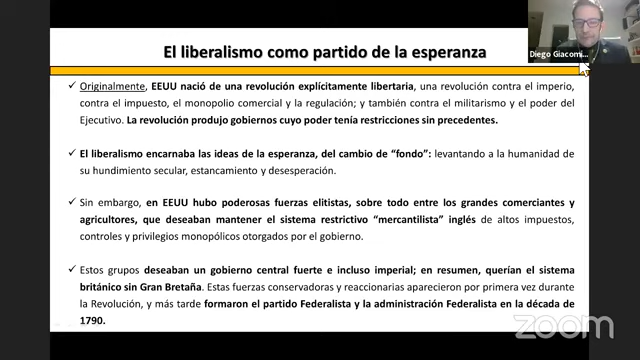 Diego Giacomi...
El liberalismo como partido de la esperanza
✓ Originalmente, EEUU nació de una revolución explícitamente libertaria, una revolución contra el imperio,
contra el impuesto, el monopolio comercial y la regulación; y también contra el militarismo y el poder del
Ejecutivo. La revolución produjo gobiernos cuyo poder tenía restricciones sin precedentes.
✓ El liberalismo encarnaba las ideas de la esperanza, del cambio de “fondo”: levantando a la humanidad de
su hundimiento secular, estancamiento y desesperación.
✓ Sin embargo, en EEUU hubo poderosas fuerzas elitistas, sobre todo entre los grandes comerciantes y
agricultores, que deseaban mantener el sistema restrictivo “mercantilista” inglés de altos impuestos,
controles y privilegios monopólicos otorgados por el gobierno.
✓ Estos grupos deseaban un gobierno central fuerte e incluso imperial; en resumen, querían el sistema
británico sin Gran Bretaña. Estas fuerzas conservadoras y reaccionarias aparecieron por primera vez durante
la Revolución, y más tarde formaron el partido Federalista y la administración Federalista en la década de
1790.
zoom